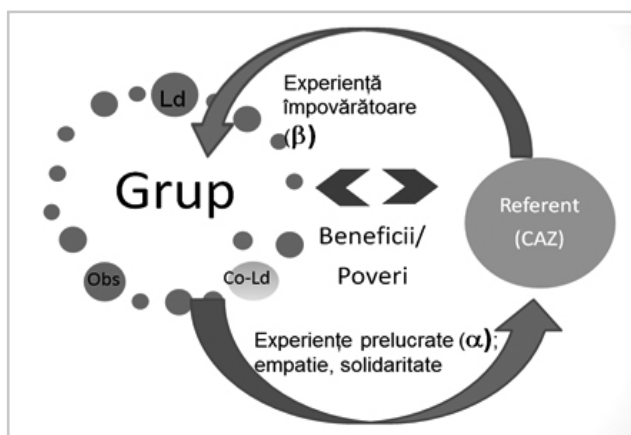 Experiență
împovărătoare
(β)
Ld
Grup
Referent
(CAZ)
Beneficii/
Poveri
Obs
Co-Ld
Experiențe prelucrate (α);
empatie, solidaritate